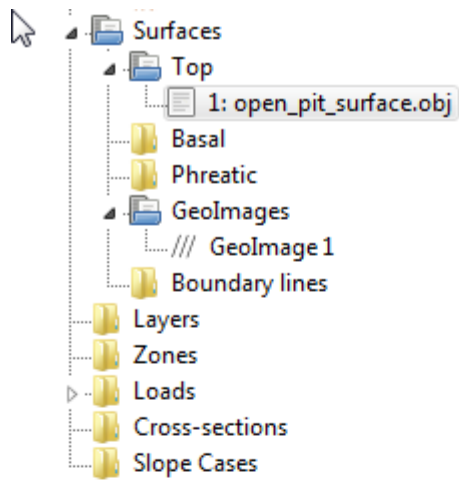 Surfaces
Top
1: open_pit_surface.obj
Basal
Phreatic
GeoImages
/// GeoImage 1
Boundary lines
Layers
Zones
Loads
Cross-sections
Slope Cases